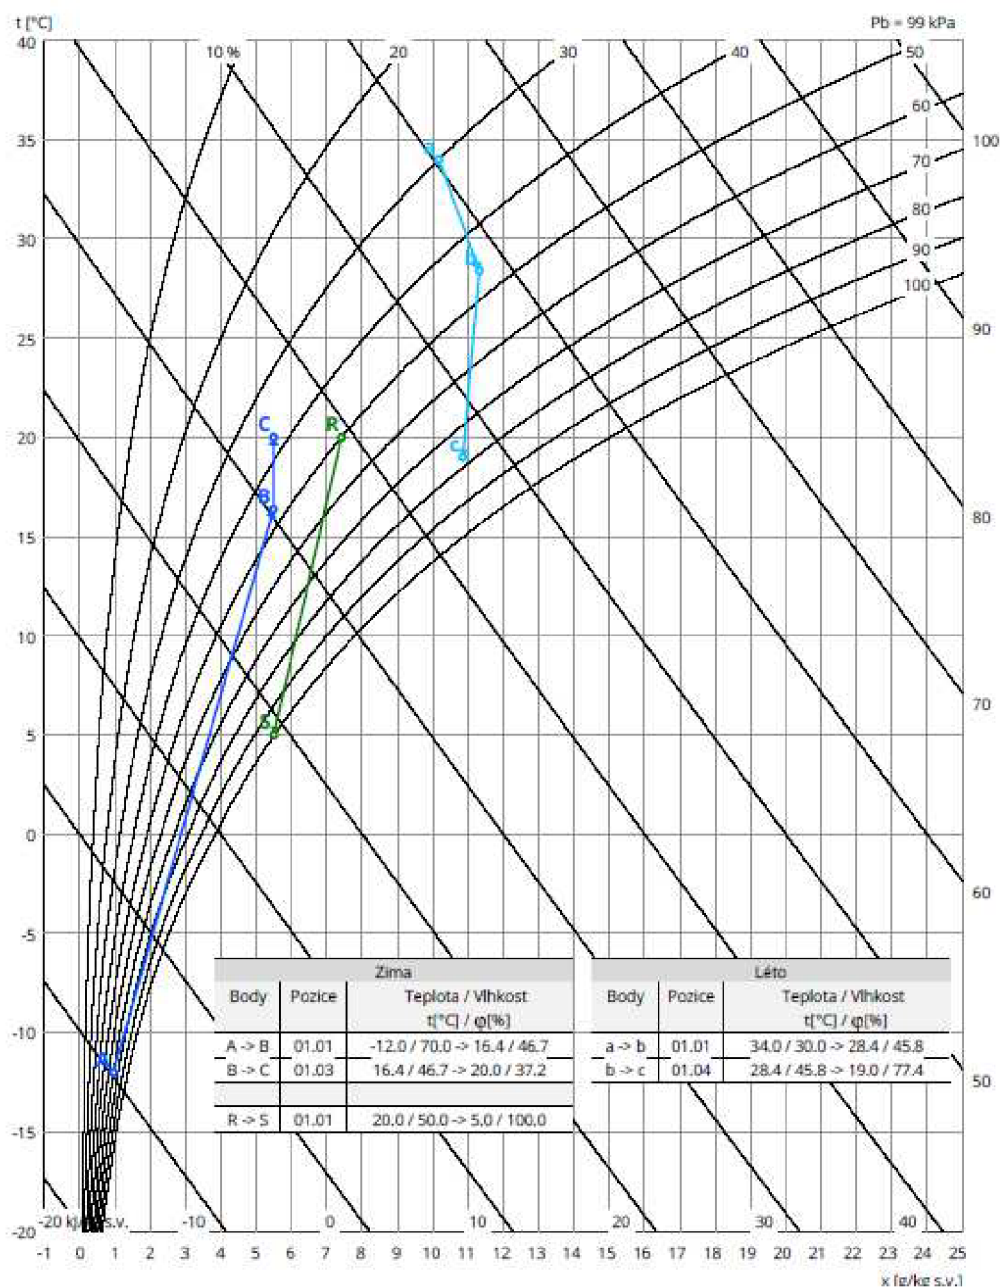 t [°C]
Pb = 99 kPa
40
10 %
20
30
40
50
60
35
100
70
80
30
90
100
25
90
C
R
20
c
B
15
80
10
70
S
5
0
60
-5
Zima
Léto
Body Pozice Teplota / Vlhkost
t[°C] / φ[%]
Body Pozice Teplota / Vlhkost
t[°C] / φ[%]
-10
A -> B 01.01 -12.0 / 70.0 -> 16.4 / 46.7
B -> C 01.03 16.4 / 46.7 -> 20.0 / 37.2
R -> S 01.01 20.0 / 50.0 -> 5.0 / 100.0
a -> b 01.01 34.0 / 30.0 -> 28.4 / 45.8
b -> c 01.04 28.4 / 45.8 -> 19.0 / 77.4
A
50
-15
-20 s.v. -10 0 10 20 30 40
-20
-1 0 1 2 3 4 5 6 7 8 9 10 11 12 13 14 15 16 17 18 19 20 21 22 23 24 25
x [g/kg s.v.]